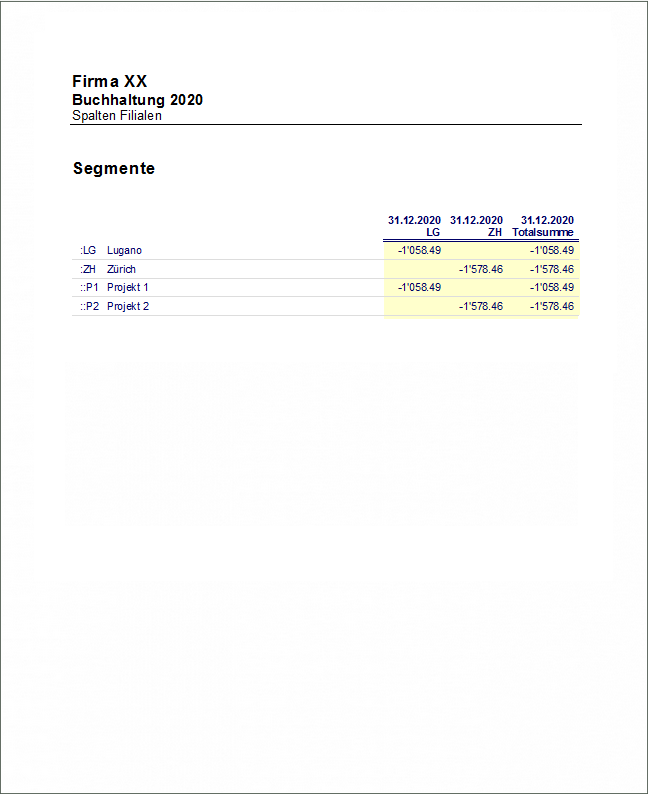 Firma XX
Buchhaltung 2020
Spalten Filialen
Segmente
31.12.2020 31.12.2020 31.12.2020
LG ZH Totalsumme
:LG Lugano -1'058.49 -1'058.49
:ZH Zürich -1'578.46 -1'578.46
::P1 Projekt 1 -1'058.49 -1'058.49
::P2 Projekt 2 -1'578.46 -1'578.46